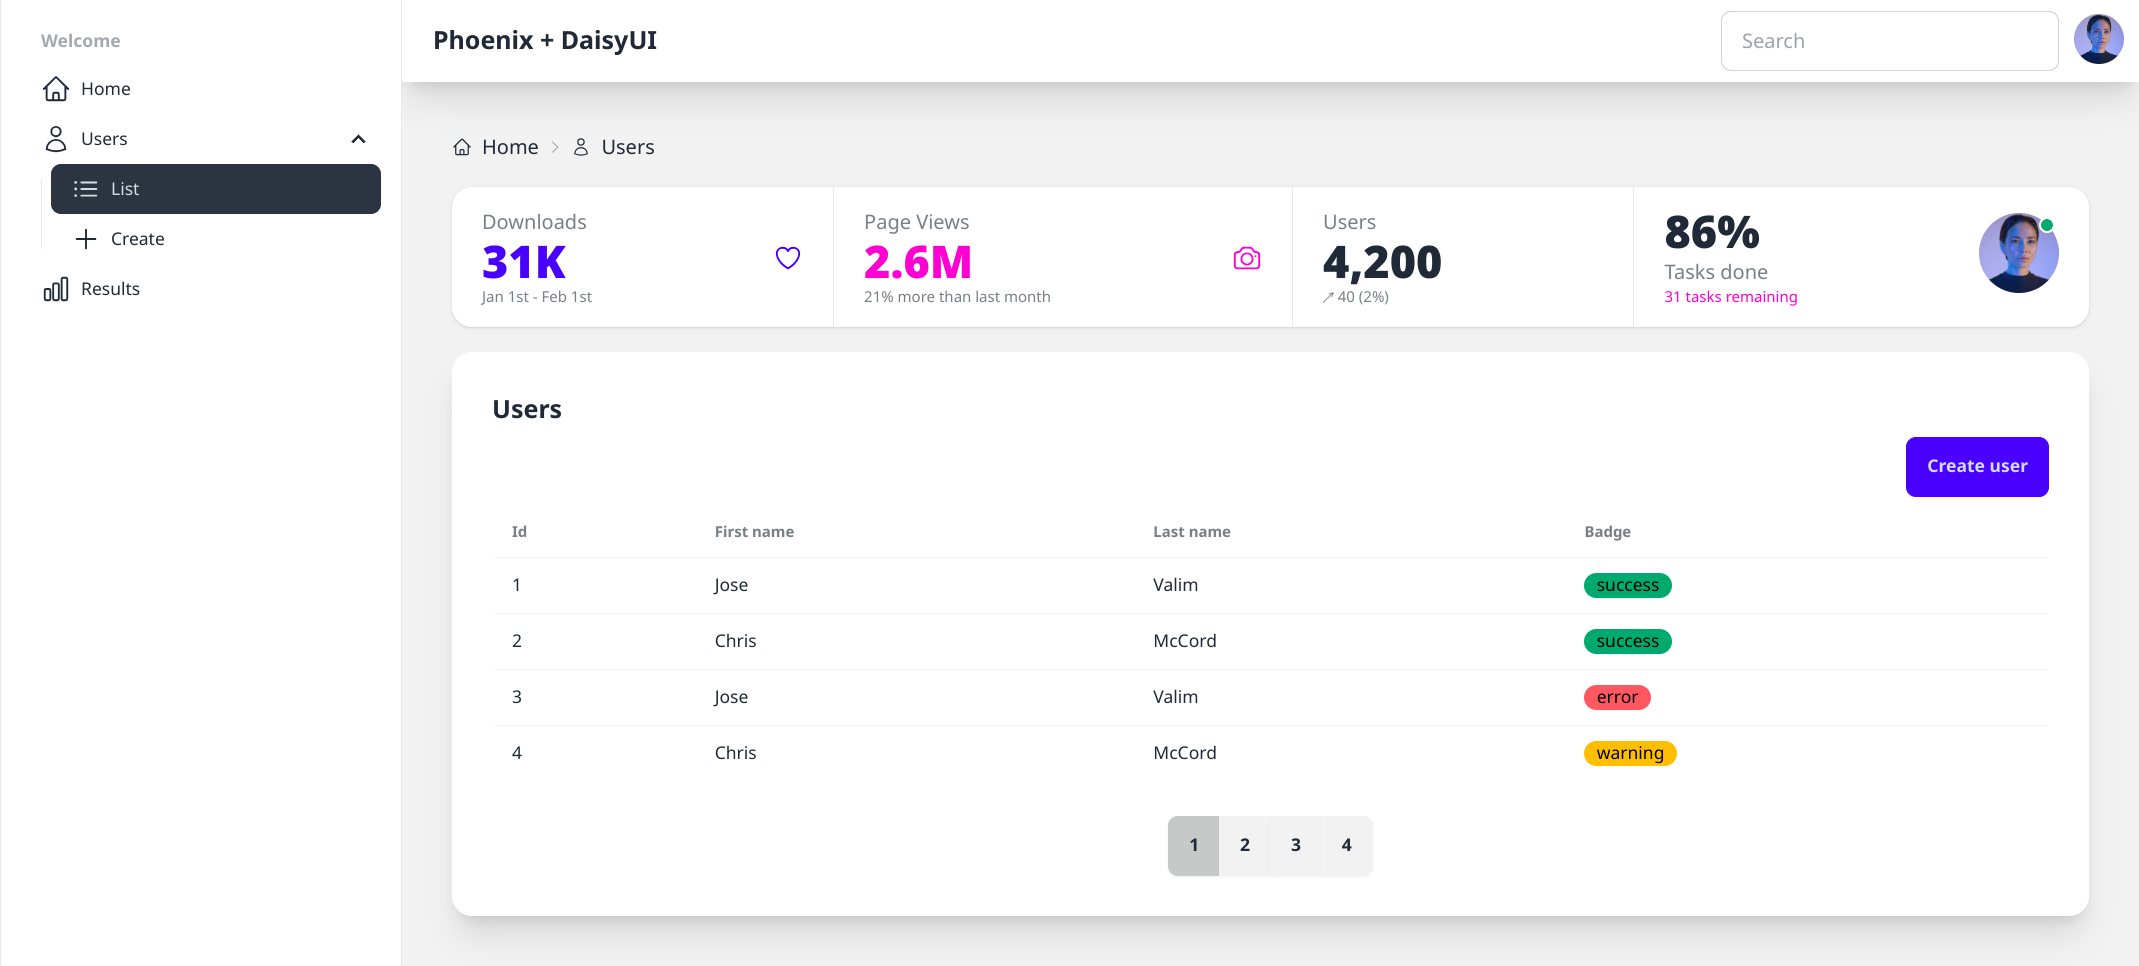 Welcome
Home
Users
List
Create
Results
Phoenix + DaisyUI
Search
Home
Users
Downloads
31K
Jan 1st - Feb 1st
Page Views
2.6M
21% more than last month
Users
4,200
↗︎ 40 (2%)
86%
Tasks done
31 tasks remaining
Users
Create user
Id First name Last name Badge
1 Jose Valim success
2 Chris McCord success
3 Jose Valim error
4 Chris McCord warning
1 2 3 4